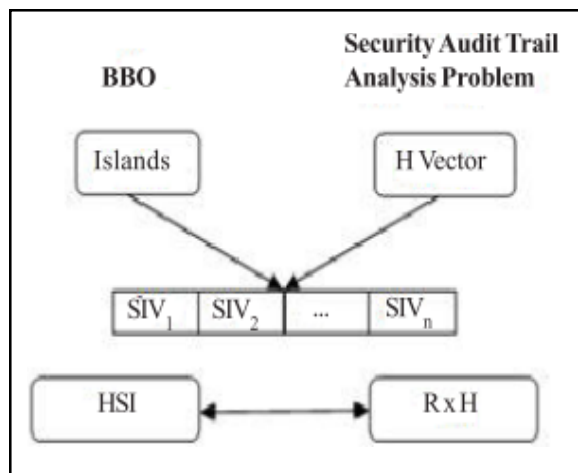 BBO
Security Audit Trail
Analysis Problem
Islands
H Vector
SIV1 SIV2 ... SIVn
HSI
R x H